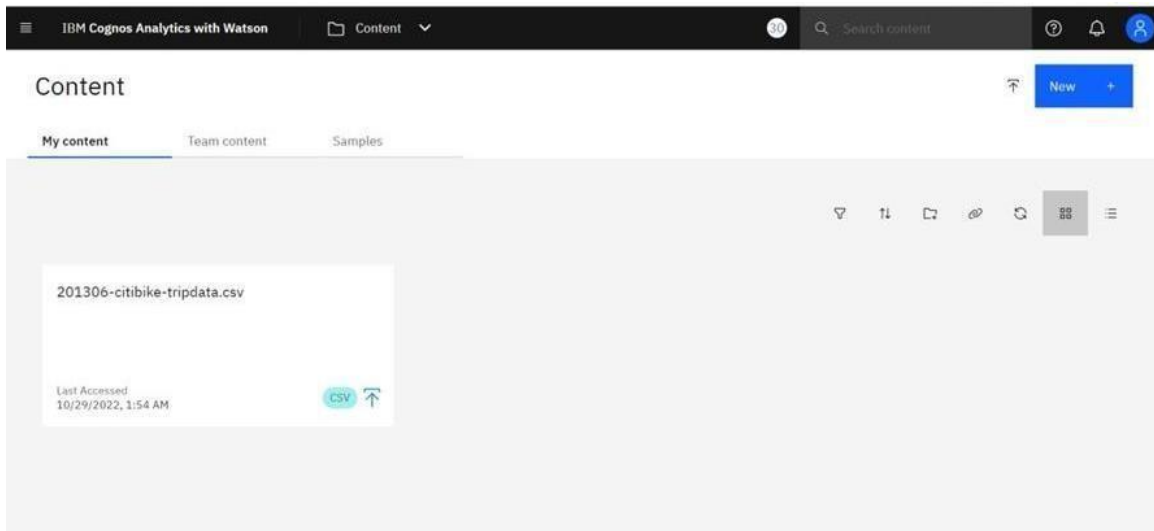 IBM Cognos Analytics with Watson Content 30 Search content
Content
New +
My content Team content Samples
201306-citibike-tripdata.csv
Last Accessed
10/29/2022, 1:54 AM
CSV